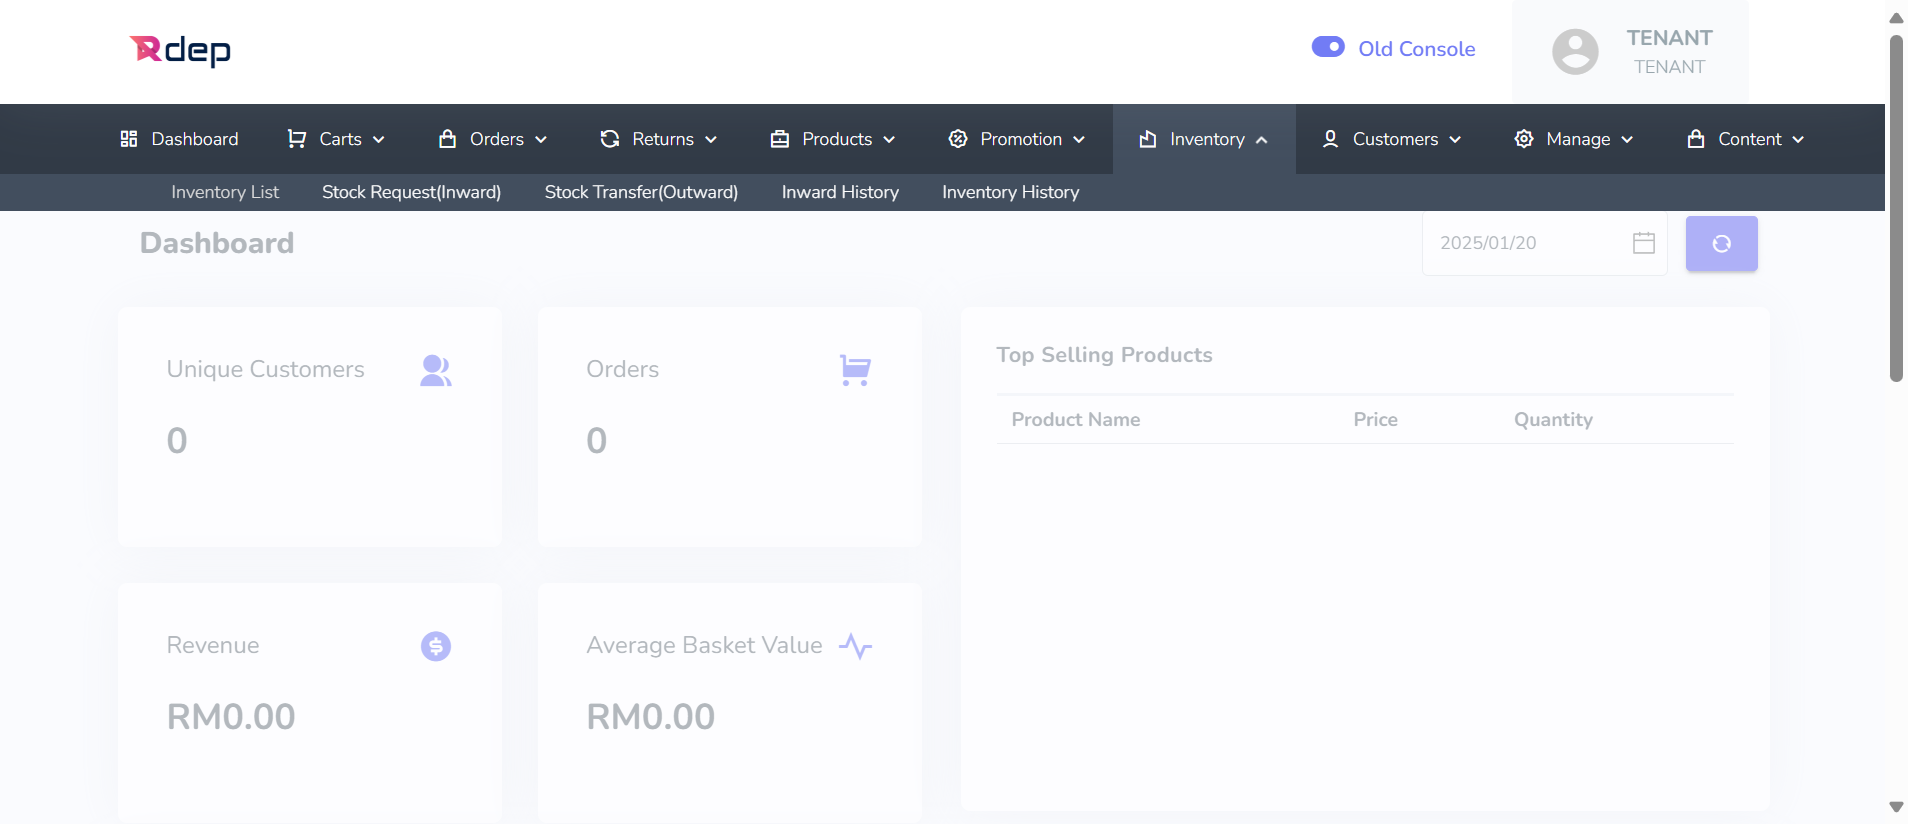 Rdep
Old Console
TENANT
TENANT
Dashboard Carts Orders Returns Products Promotion Inventory Customers Manage Content
Inventory List Stock Request(Inward) Stock Transfer(Outward) Inward History Inventory History
Dashboard
2025/01/20
Unique Customers
0
Orders
0
Top Selling Products
Product Name Price Quantity
Revenue
RM0.00
Average Basket Value
RM0.00